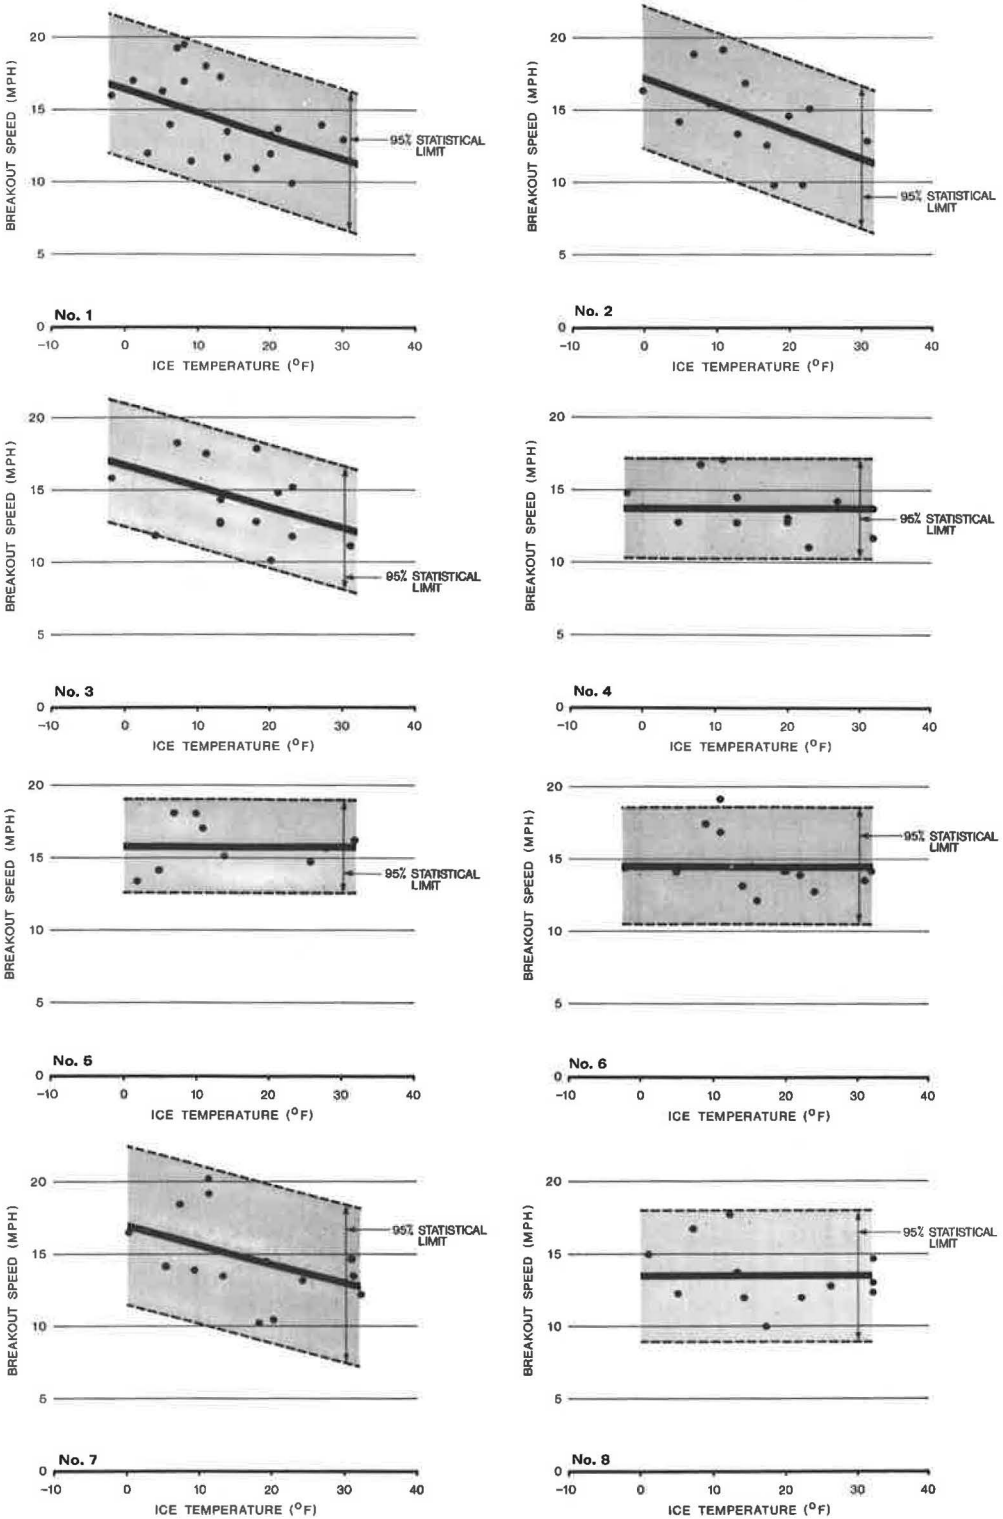 BREAKOUT SPEED (MPH)
20
15
10
5
0
95% STATISTICAL
LIMIT
No. 1
-10 0 10 20 30 40
ICE TEMPERATURE (°F)
BREAKOUT SPEED (MPH)
20
15
10
5
0
95% STATISTICAL
LIMIT
No. 2
-10 0 10 20 30 40
ICE TEMPERATURE (°F)
BREAKOUT SPEED (MPH)
20
15
10
5
0
95% STATISTICAL
LIMIT
No. 3
-10 0 10 20 30 40
ICE TEMPERATURE (°F)
BREAKOUT SPEED (MPH)
20
15
10
5
0
95% STATISTICAL
LIMIT
No. 4
-10 0 10 20 30 40
ICE TEMPERATURE (°F)
BREAKOUT SPEED (MPH)
20
15
10
5
0
95% STATISTICAL
LIMIT
No. 5
-10 0 10 20 30 40
ICE TEMPERATURE (°F)
BREAKOUT SPEED (MPH)
20
15
10
5
0
95% STATISTICAL
LIMIT
No. 6
-10 0 10 20 30 40
ICE TEMPERATURE (°F)
BREAKOUT SPEED (MPH)
20
15
10
5
0
95% STATISTICAL
LIMIT
No. 7
-10 0 10 20 30 40
ICE TEMPERATURE (°F)
BREAKOUT SPEED (MPH)
20
15
10
5
0
95% STATISTICAL
LIMIT
No. 8
-10 0 10 20 30 40
ICE TEMPERATURE (°F)